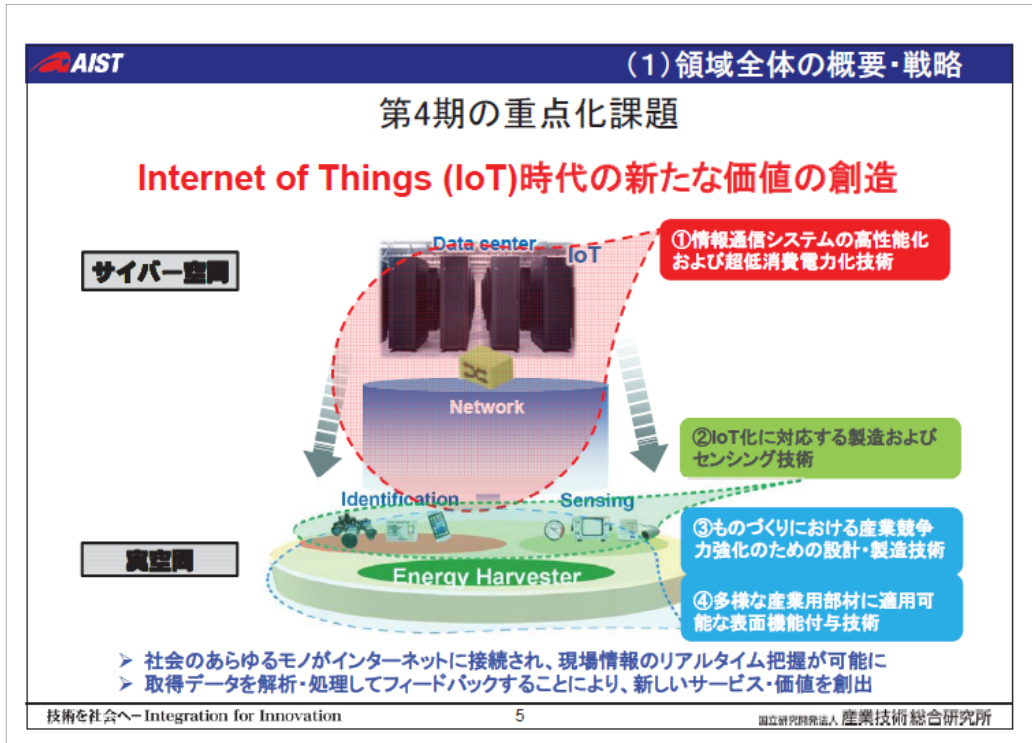 AIST
（1）領域全体の概要・戦略
第4期の重点化課題
Internet of Things (IoT)時代の新たな価値の創造
サイバー空間
Data center
IoT
①情報通信システムの高性能化
および超低消費電力化技術
Network
②IoT化に対応する製造および
センシング技術
Identification
Sensing
③ものづくりにおける産業競争
力強化のための設計・製造技術
実空間
Energy Harvester
④多様な産業用部材に適用可
能な表面機能付与技術
➢ 社会のあらゆるモノがインターネットに接続され、現場情報のリアルタイム把握が可能に
➢ 取得データを解析・処理してフィードバックすることにより、新しいサービス・価値を創出
技術を社会へ－Integration for Innovation
5
国立研究開発法人 産業技術総合研究所